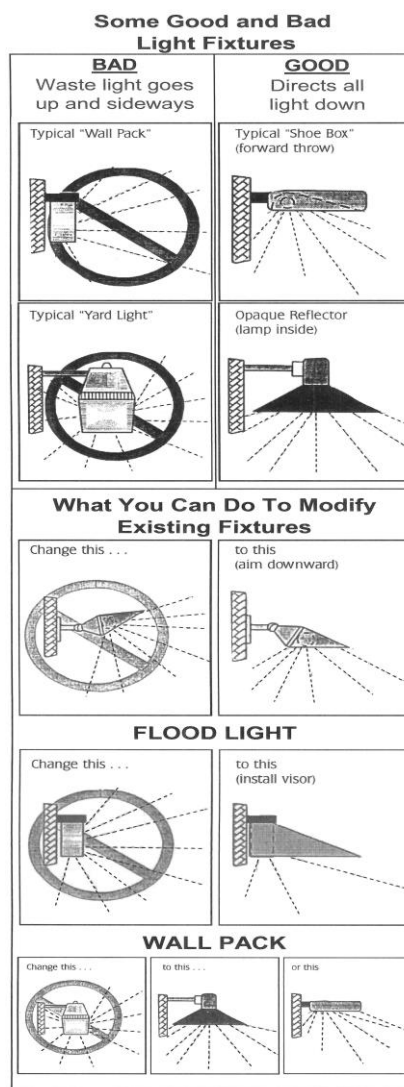 Some Good and Bad
Light Fixtures
BAD
Waste light goes
up and sideways
GOOD
Directs all
light down
Typical "Wall Pack"
Typical "Shoe Box"
(forward throw)
Typical "Yard Light"
Opaque Reflector
(lamp inside)
What You Can Do To Modify
Existing Fixtures
Change this . . .
to this
(aim downward)
FLOOD LIGHT
Change this . . .
to this
(install visor)
WALL PACK
Change this . . .
to this . . .
or this